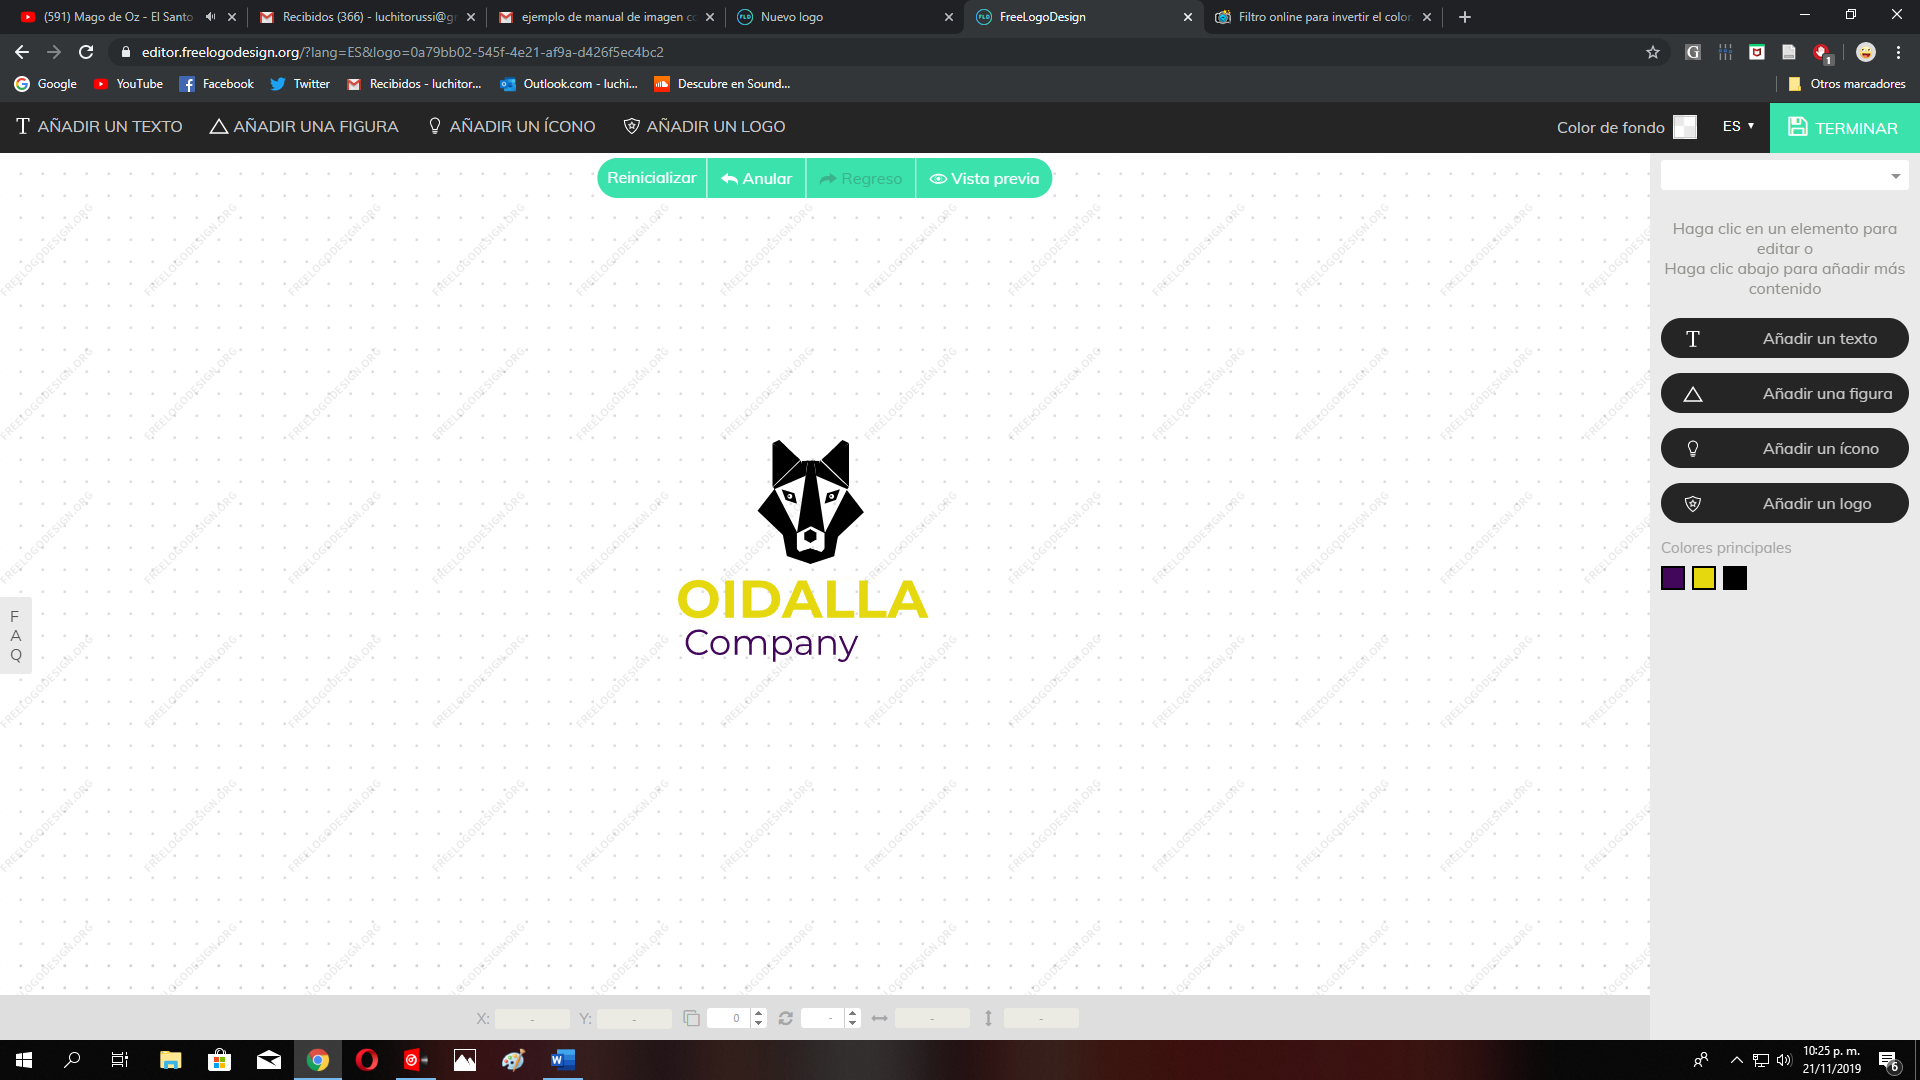 (591) Mago de Oz - El Santo
Recibidos (366) - luchitorussi@gr
ejemplo de manual de imagen co
Nuevo logo
FreeLogoDesign
Filtro online para invertir el color
editor.freelogodesign.org/?lang=ES&logo=0a79bb02-545f-4e21-af9a-d426f5ec4bc2
Google YouTube Facebook Twitter Recibidos - luchitor... Outlook.com - luchi... Descubre en Sound... Otros marcadores
AÑADIR UN TEXTO AÑADIR UNA FIGURA AÑADIR UN ÍCONO AÑADIR UN LOGO Color de fondo ES TERMINAR
Reinicializar Anular Regreso Vista previa
Haga clic en un elemento para
editar o
Haga clic abajo para añadir más
contenido
Añadir un texto
Añadir una figura
Añadir un ícono
Añadir un logo
Colores principales
FREELOGODESIGN.ORG
OIDALLA
Company
F
A
Q
X: - Y: - 0 - - -
10:25 p. m.
21/11/2019
6